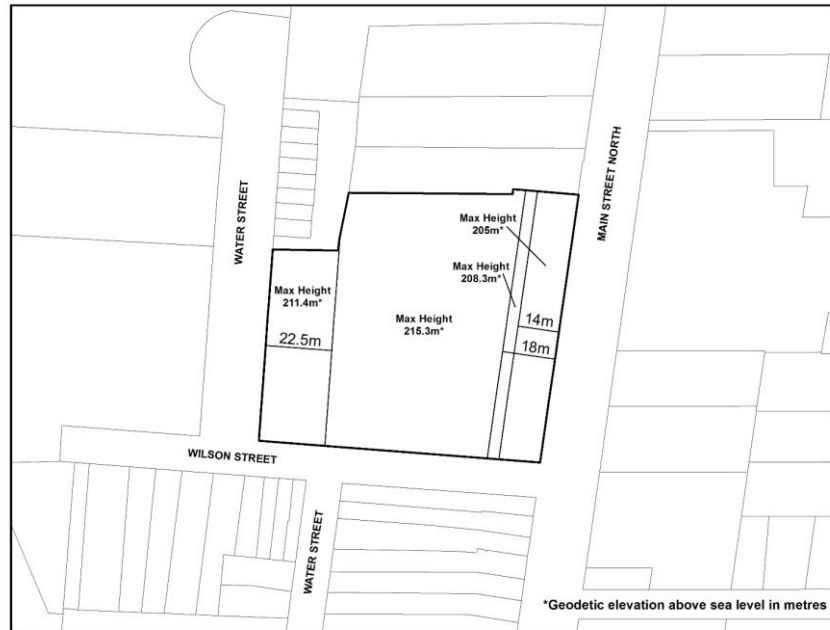 WATER STREET
MAIN STREET NORTH
Max Height
205m*
Max Height
208.3m*
Max Height
211.4m*
Max Height
215.3m*
14m
22.5m
18m
WILSON STREET
WATER STREET
*Geodetic elevation above sea level in metres